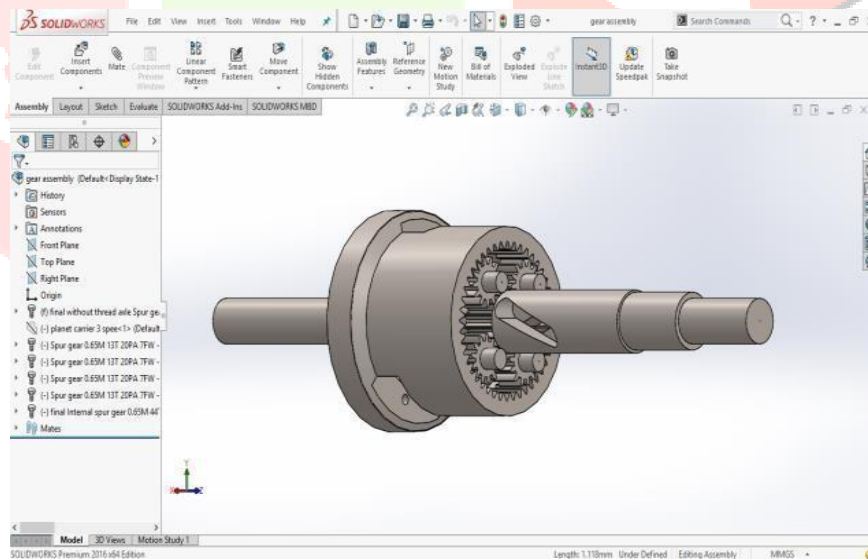 SOLIDWORKS File Edit View Insert Tools Window Help gear assembly Search Commands
Edit Component
Insert Components
Mate
Component Preview Window
Linear Component Pattern
Smart Fasteners
Move Component
Show Hidden Components
Assembly Features
Reference Geometry
New Motion Study
Bill of Materials
Exploded View
Explode Line Sketch
Instant3D
Update Speedpak
Take Snapshot
Assembly Layout Sketch Evaluate SOLIDWORKS Add-Ins SOLIDWORKS MBD
gear assembly (Default<Display State-1
History
Sensors
Annotations
Front Plane
Top Plane
Right Plane
Origin
(f) final without thread axle Spur ge
(-) planet carrier 3 spee<1> (Default
(-) Spur gear 0.65M 13T 20PA 7FW -
(-) Spur gear 0.65M 13T 20PA 7FW -
(-) Spur gear 0.65M 13T 20PA 7FW -
(-) Spur gear 0.65M 13T 20PA 7FW -
(-) final Internal spur gear 0.65M 44T
Mates
Y
Model 3D Views Motion Study 1
SOLIDWORKS Premium 2016 x64 Edition Length: 1.118mm Under Defined Editing Assembly MMGS